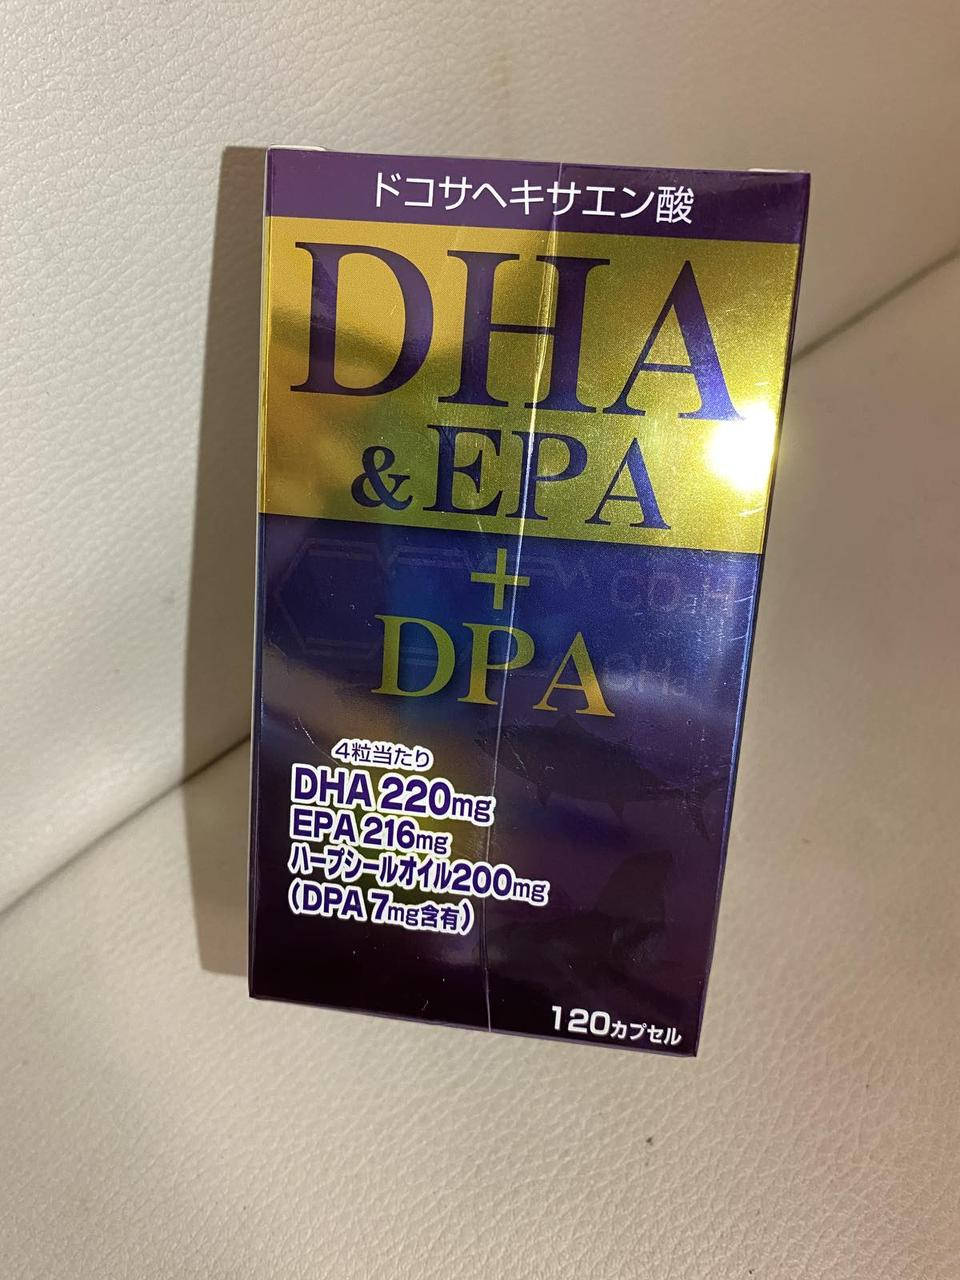 ドコサヘキサエン酸
DHA
&EPA
+
DPA
CO₂H
CH₃
4粒当たり
DHA 220mg
EPA 216mg
ハープシールオイル200mg
(DPA 7mg含有)
120カプセル